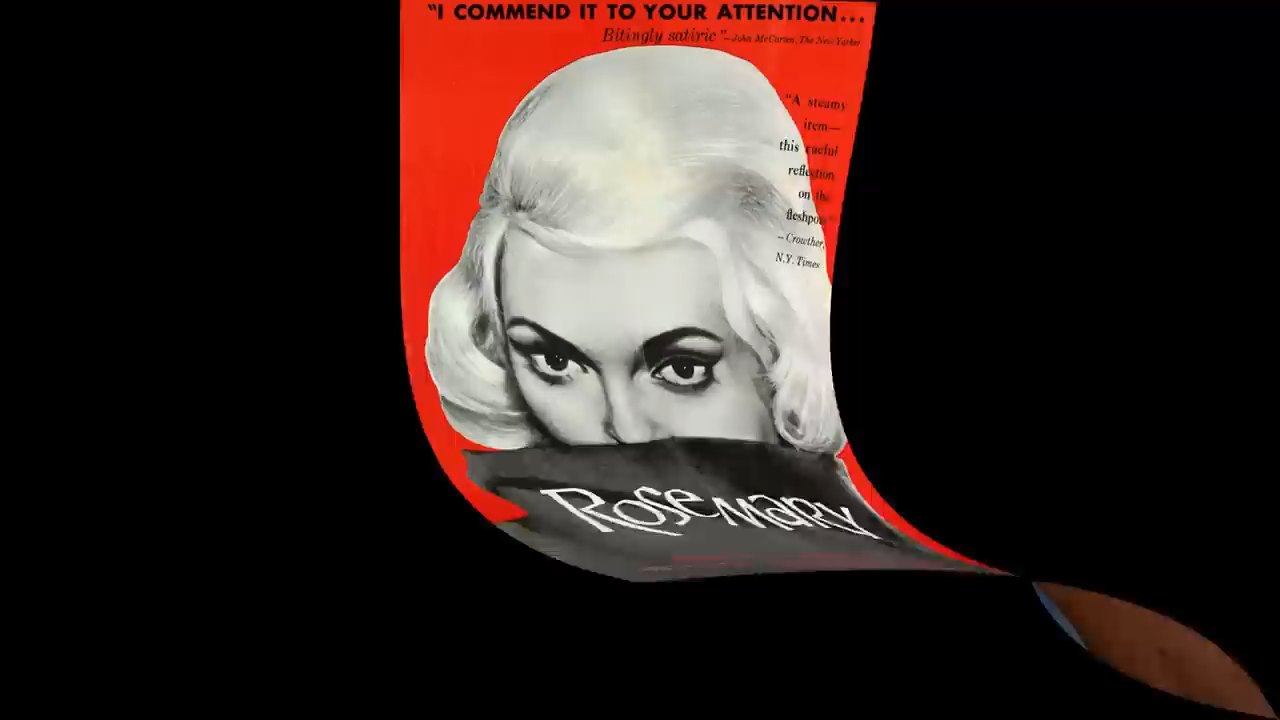 "I COMMEND IT TO YOUR ATTENTION...
Bitingly satiric"–John McCarten, The New Yorker
"A steamy
item—
this rueful
reflection
on the
fleshpots"
–Crowther,
N.Y. Times
RoseMaRy